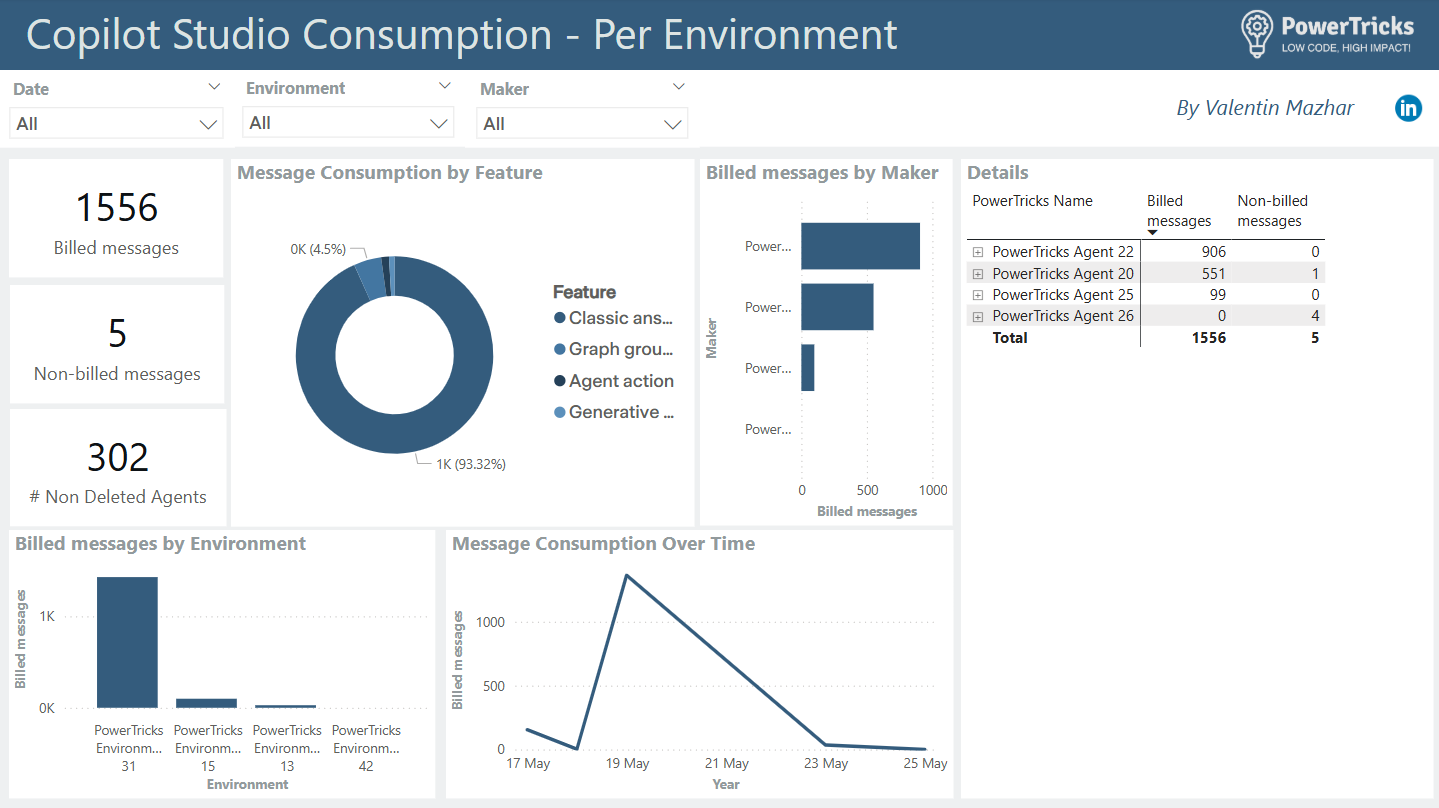 Copilot Studio Consumption - Per Environment
PowerTricks
LOW CODE, HIGH IMPACT!
Date
All
Environment
All
Maker
All
By Valentin Mazhar
in
1556
Billed messages
5
Non-billed messages
302
# Non Deleted Agents
Message Consumption by Feature
0K (4.5%)
1K (93.32%)
Feature
Classic ans...
Graph grou...
Agent action
Generative ...
Billed messages by Maker
Maker
Power...
Power...
Power...
Power...
0 500 1000
Billed messages
Details
PowerTricks Name Billed messages Non-billed messages
PowerTricks Agent 22 906 0
PowerTricks Agent 20 551 1
PowerTricks Agent 25 99 0
PowerTricks Agent 26 0 4
Total 1556 5
Billed messages by Environment
Billed messages
1K
0K
PowerTricks Environm... 31
PowerTricks Environm... 15
PowerTricks Environm... 13
PowerTricks Environm... 42
Environment
Message Consumption Over Time
Billed messages
1000
500
0
17 May 19 May 21 May 23 May 25 May
Year